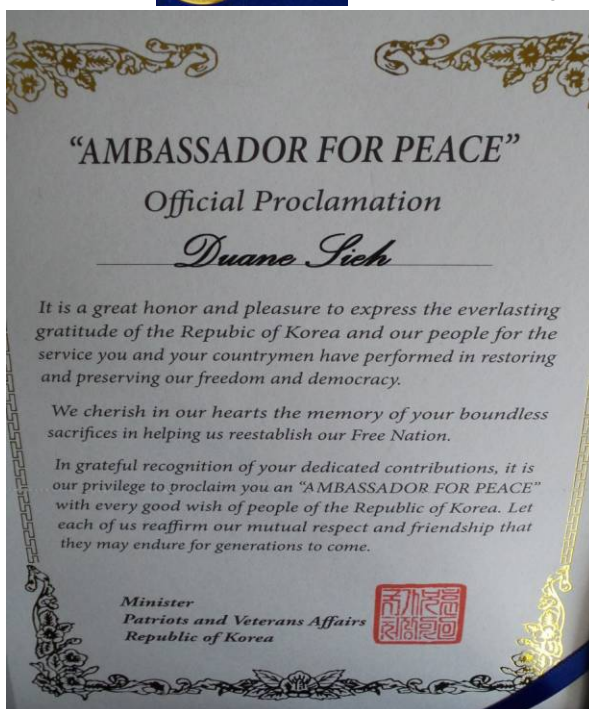 “AMBASSADOR FOR PEACE”
Official Proclamation
Duane Sieh
It is a great honor and pleasure to express the everlasting
gratitude of the Repubic of Korea and our people for the
service you and your countrymen have performed in restoring
and preserving our freedom and democracy.
We cherish in our hearts the memory of your boundless
sacrifices in helping us reestablish our Free Nation.
In grateful recognition of your dedicated contributions, it is
our privilege to proclaim you an “AMBASSADOR FOR PEACE”
with every good wish of people of the Republic of Korea. Let
each of us reaffirm our mutual respect and friendship that
they may endure for generations to come.
Minister
Patriots and Veterans Affairs
Republic of Korea